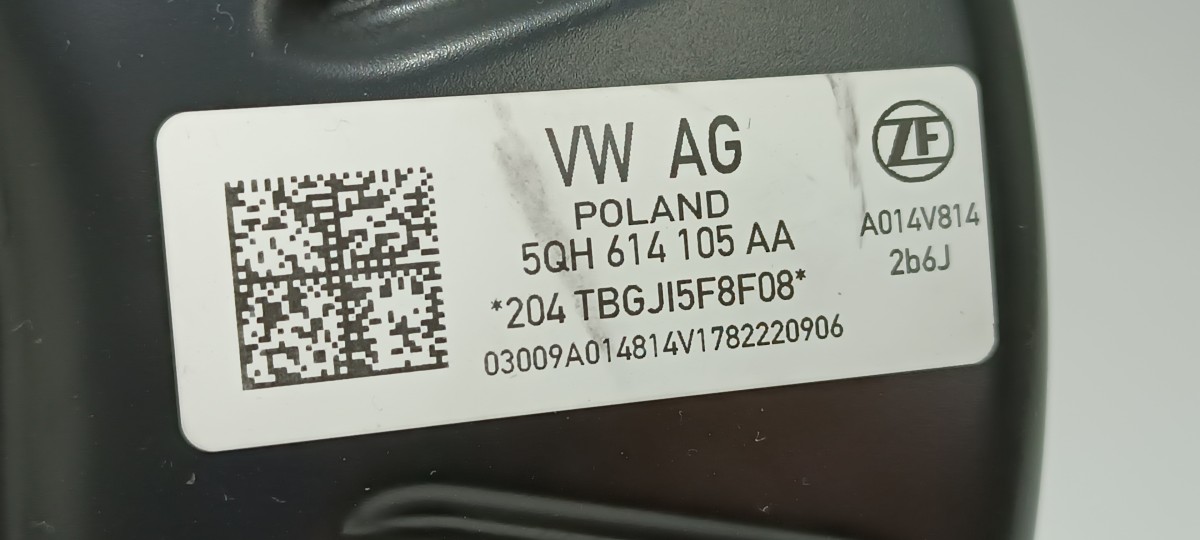 VW AG
POLAND
5QH 614 105 AA
*204 TBGJI5F8F08*
03009A014814V1782220906
ZF
A014V814
2b6J